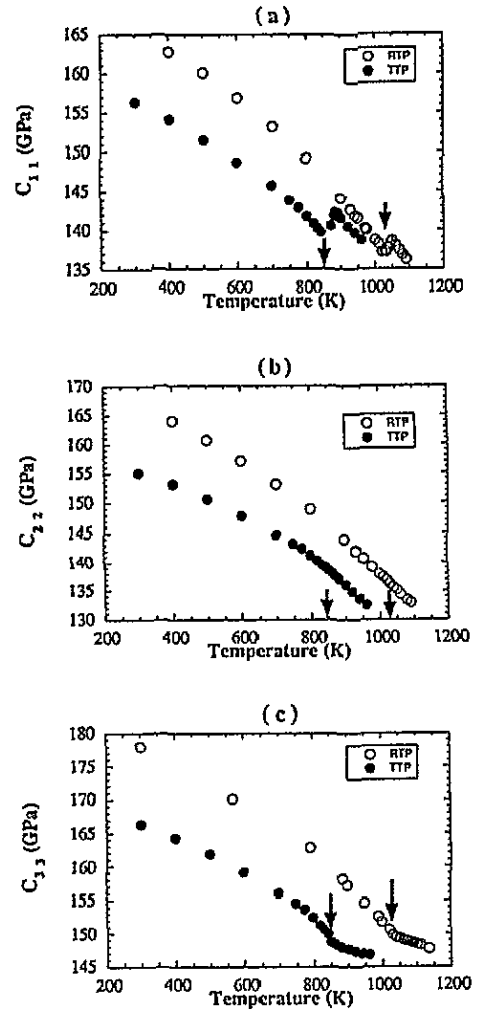 (a)
165
160
155
150
145
140
135
C11 (GPa)
RTP
TTP
200 400 600 800 1000 1200
Temperature (K)
(b)
170
165
160
155
150
145
140
135
130
C22 (GPa)
RTP
TTP
200 400 600 800 1000 1200
Temperature (K)
(c)
180
175
170
165
160
155
150
145
C33 (GPa)
RTP
TTP
200 400 600 800 1000 1200
Temperature (K)